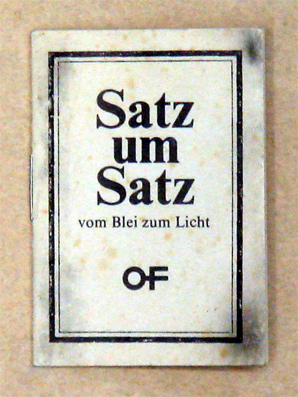 Satz
um
Satz
vom Blei zum Licht
OF